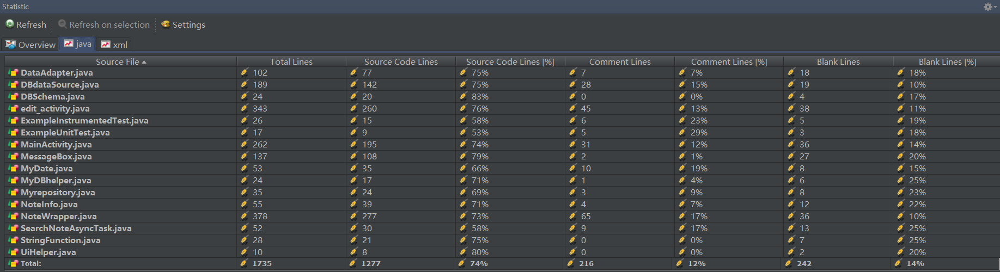 Statistic
Refresh Refresh on selection Settings
Overview java xml
Source File Total Lines Source Code Lines Source Code Lines [%] Comment Lines Comment Lines [%] Blank Lines Blank Lines [%]
DataAdapter.java 102 77 75% 7 7% 18 18%
DBdataSource.java 189 142 75% 28 15% 19 10%
DBSchema.java 24 20 83% 0 0% 4 17%
edit_activity.java 343 260 76% 45 13% 38 11%
ExampleInstrumentedTest.java 26 15 58% 6 23% 5 19%
ExampleUnitTest.java 17 9 53% 5 29% 3 18%
MainActivity.java 262 195 74% 31 12% 36 14%
MessageBox.java 137 108 79% 2 1% 27 20%
MyDate.java 53 35 66% 10 19% 8 15%
MyDBhelper.java 24 17 71% 1 4% 6 25%
Myrepository.java 35 24 69% 3 9% 8 23%
NoteInfo.java 55 39 71% 4 7% 12 22%
NoteWrapper.java 378 277 73% 65 17% 36 10%
SearchNoteAsyncTask.java 52 30 58% 9 17% 13 25%
StringFunction.java 28 21 75% 0 0% 7 25%
UiHelper.java 10 8 80% 0 0% 2 20%
Total: 1735 1277 74% 216 12% 242 14%